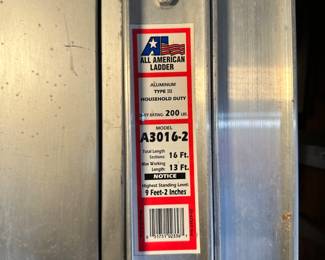 ALL AMERICAN
LADDER
ALUMINUM
TYPE III
HOUSEHOLD DUTY
RATING: 200 LBS.
MODEL
A3016-2
Total Length
Sections: 16 Ft.
Max Working
Length: 13 Ft.
NOTICE
Highest Standing Level
9 Feet-2 Inches